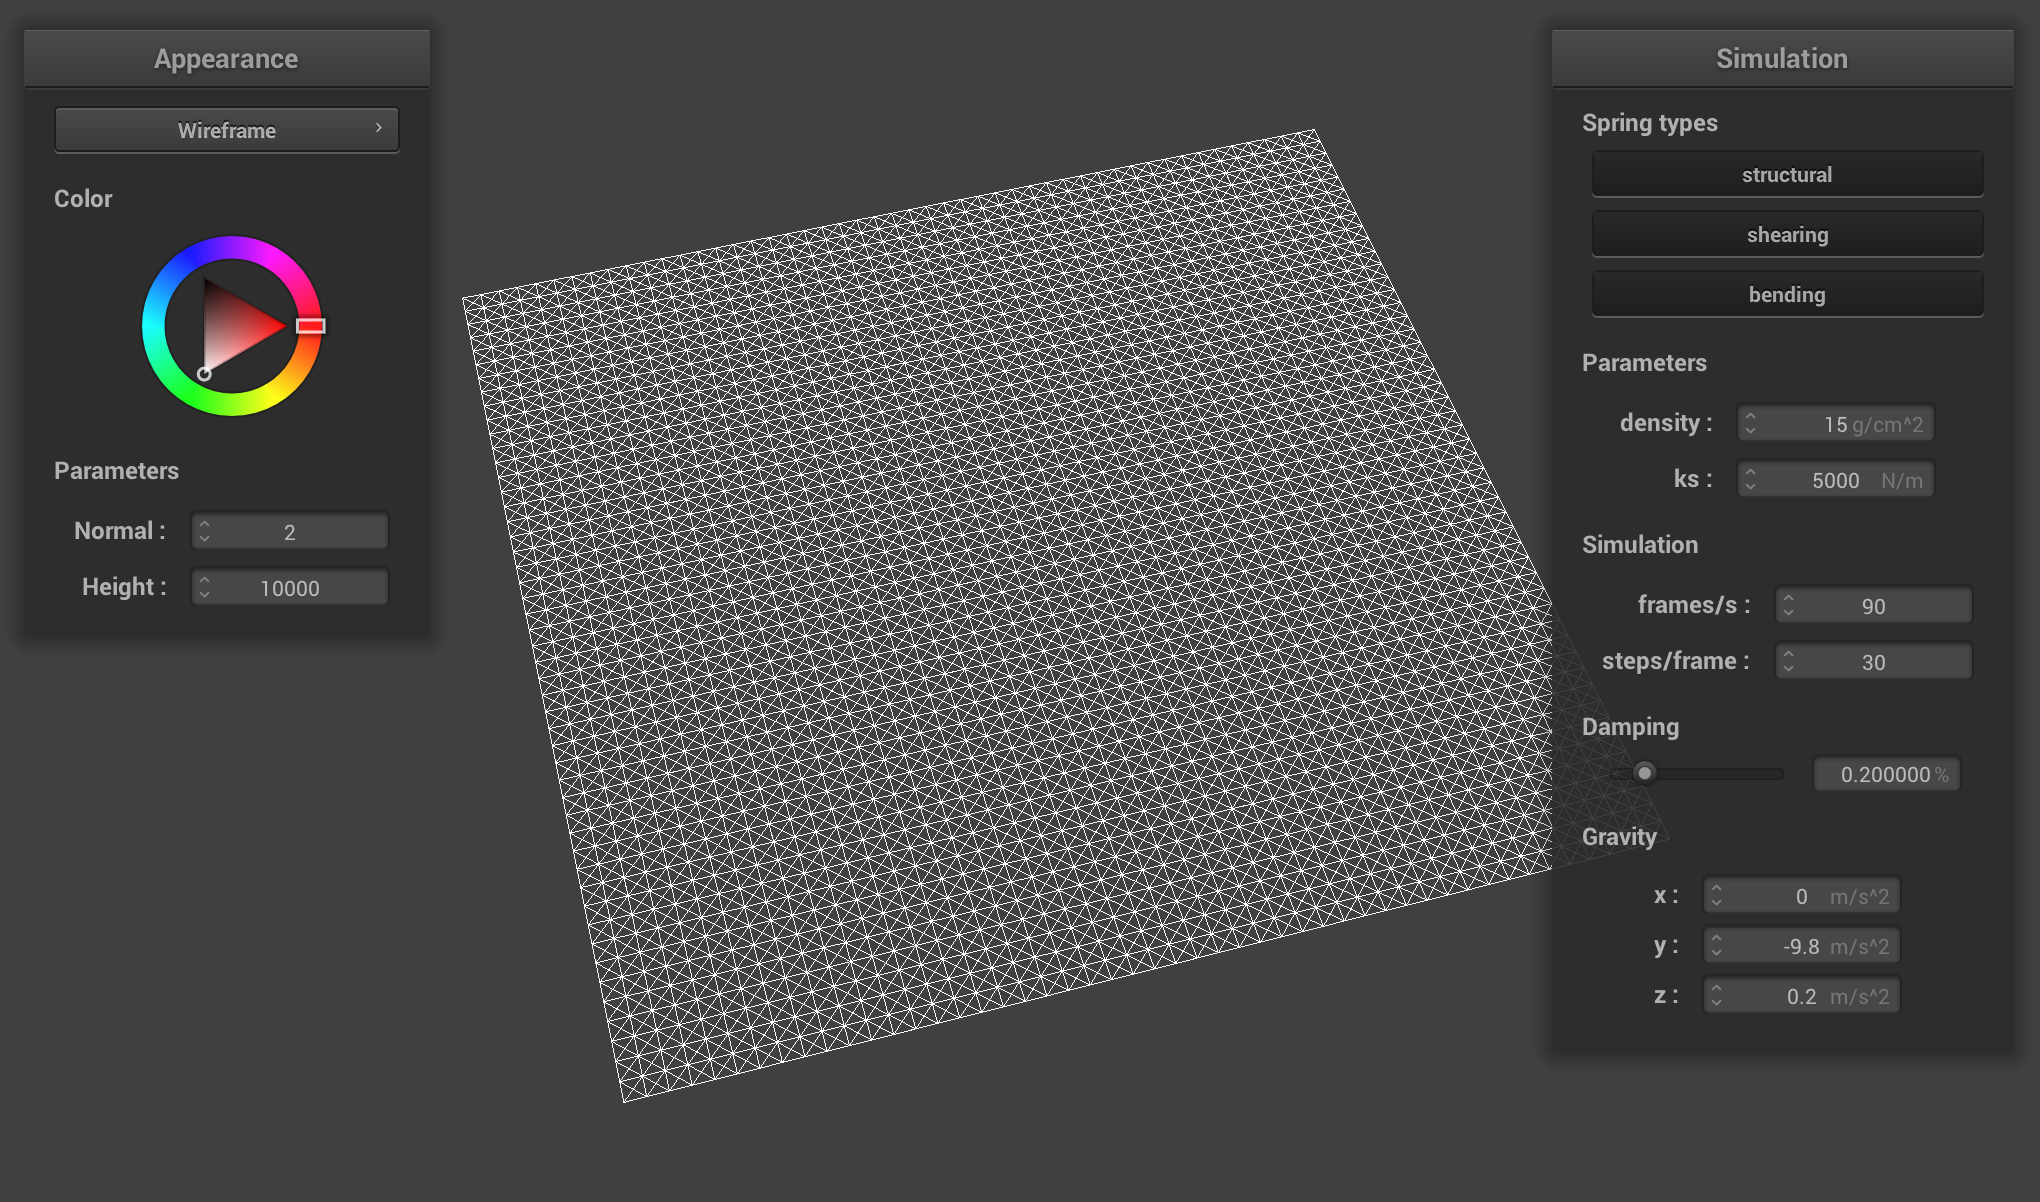 Appearance
Wireframe
Color
Parameters
Normal : 2
Height : 10000
Simulation
Spring types
structural
shearing
bending
Parameters
density : 15 g/cm^2
ks : 5000 N/m
Simulation
frames/s : 90
steps/frame : 30
Damping
0.200000 %
Gravity
x : 0 m/s^2
y : -9.8 m/s^2
z : 0.2 m/s^2